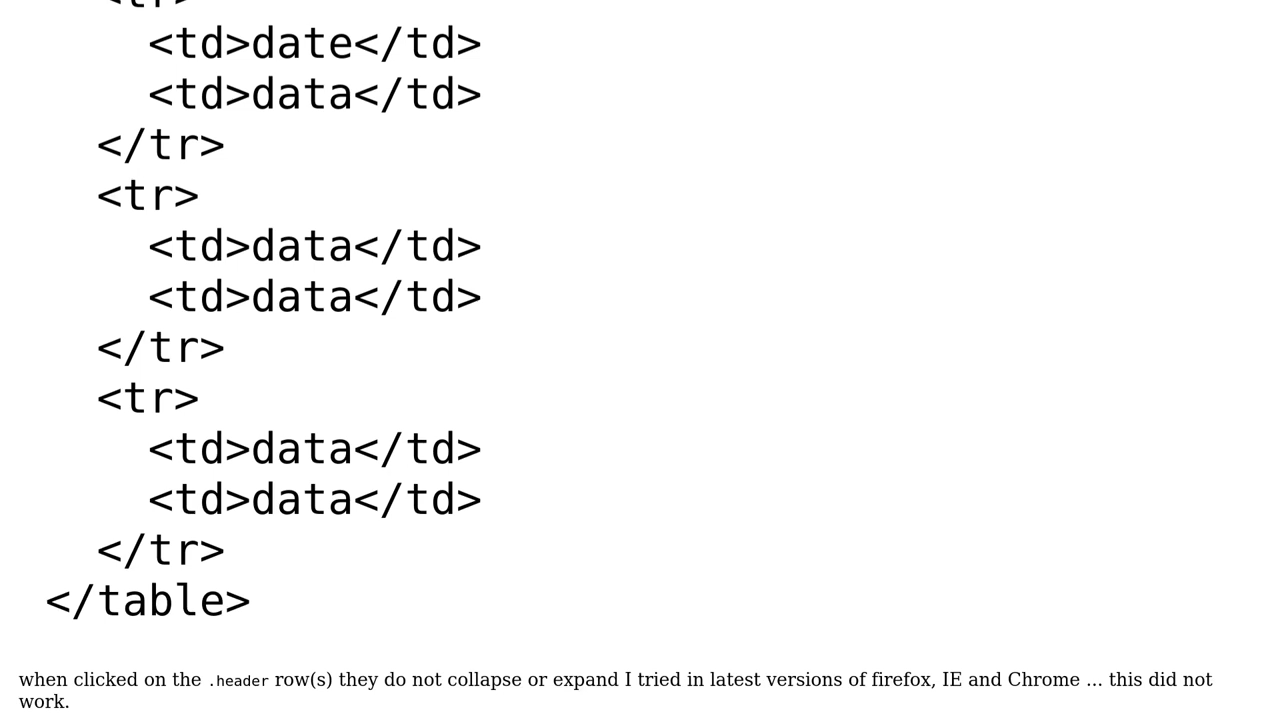 <tr>
<td>date</td>
<td>data</td>
</tr>
<tr>
<td>data</td>
<td>data</td>
</tr>
<tr>
<td>data</td>
<td>data</td>
</tr>
</table>
when clicked on the .header row(s) they do not collapse or expand I tried in latest versions of firefox, IE and Chrome ... this did not
work.